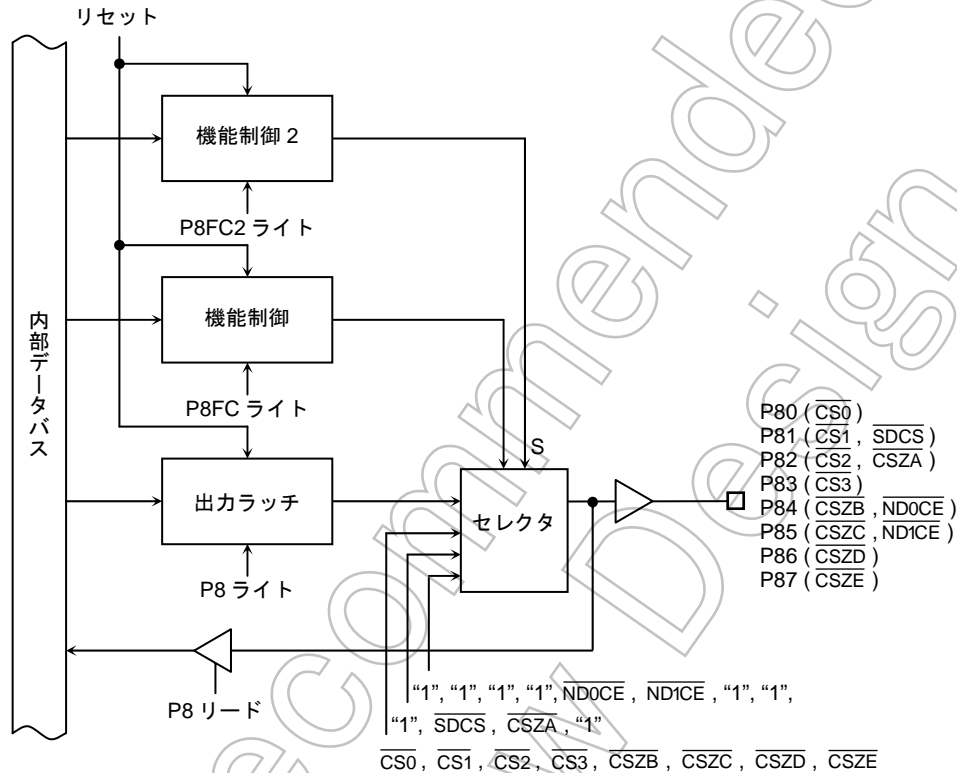 リセット
機能制御 2
P8FC2 ライト
機能制御
P8FC ライト
内部データバス
出力ラッチ
P8 ライト
S
セレクタ
P80 ( CS0)
P81 ( CS1 , SDCS )
P82 ( CS2 , CSZA )
P83 ( CS3 )
P84 ( CSZB , ND0CE )
P85 ( CSZC , ND1CE )
P86 ( CSZD )
P87 ( CSZE )
P8 リード
“1”, “1”, “1”, “1”, ND0CE , ND1CE , “1”, “1”,
“1”, SDCS , CSZA , “1”
CS0 , CS1 , CS2 , CS3 , CSZB , CSZC , CSZD , CSZE